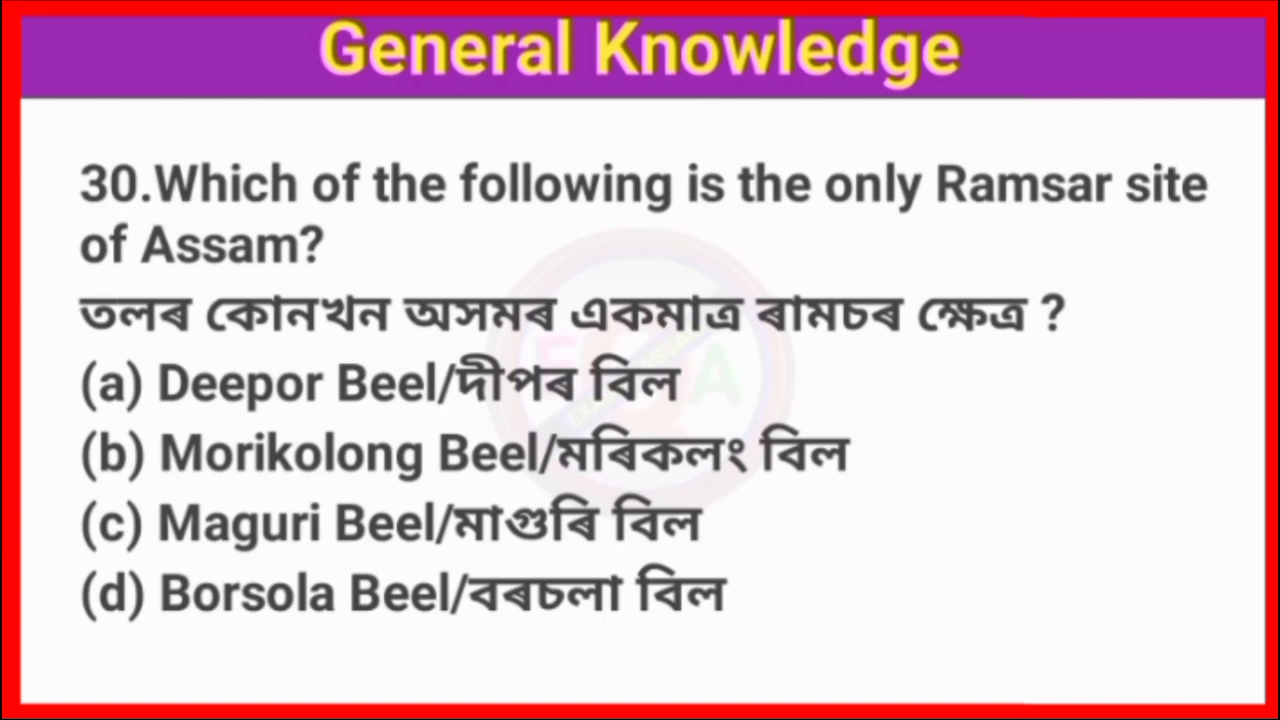 General Knowledge
30.Which of the following is the only Ramsar site
of Assam?
তলৰ কোনখন অসমৰ একমাত্ৰ ৰামচৰ ক্ষেত্ৰ ?
(a) Deepor Beel/দীপৰ বিল
(b) Morikolong Beel/মৰিকলং বিল
(c) Maguri Beel/মাগুৰি বিল
(d) Borsola Beel/বৰচলা বিল